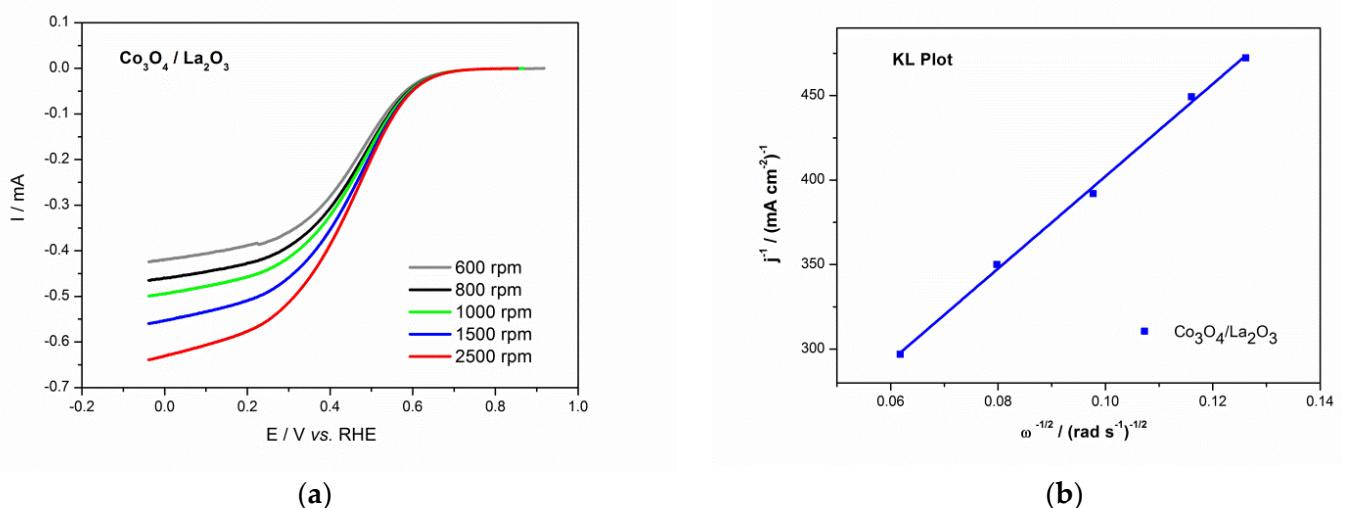 Co₃O₄ / La₂O₃
0.1
0.0
-0.1
-0.2
-0.3
-0.4
-0.5
-0.6
-0.7
I / mA
600 rpm
800 rpm
1000 rpm
1500 rpm
2500 rpm
-0.2 0.0 0.2 0.4 0.6 0.8 1.0
E / V vs. RHE
(a)
KL Plot
450
400
350
300
j⁻¹ / (mA cm⁻²)⁻¹
Co₃O₄/La₂O₃
0.06 0.08 0.10 0.12 0.14
ω⁻¹/² / (rad s⁻¹)⁻¹/²
(b)